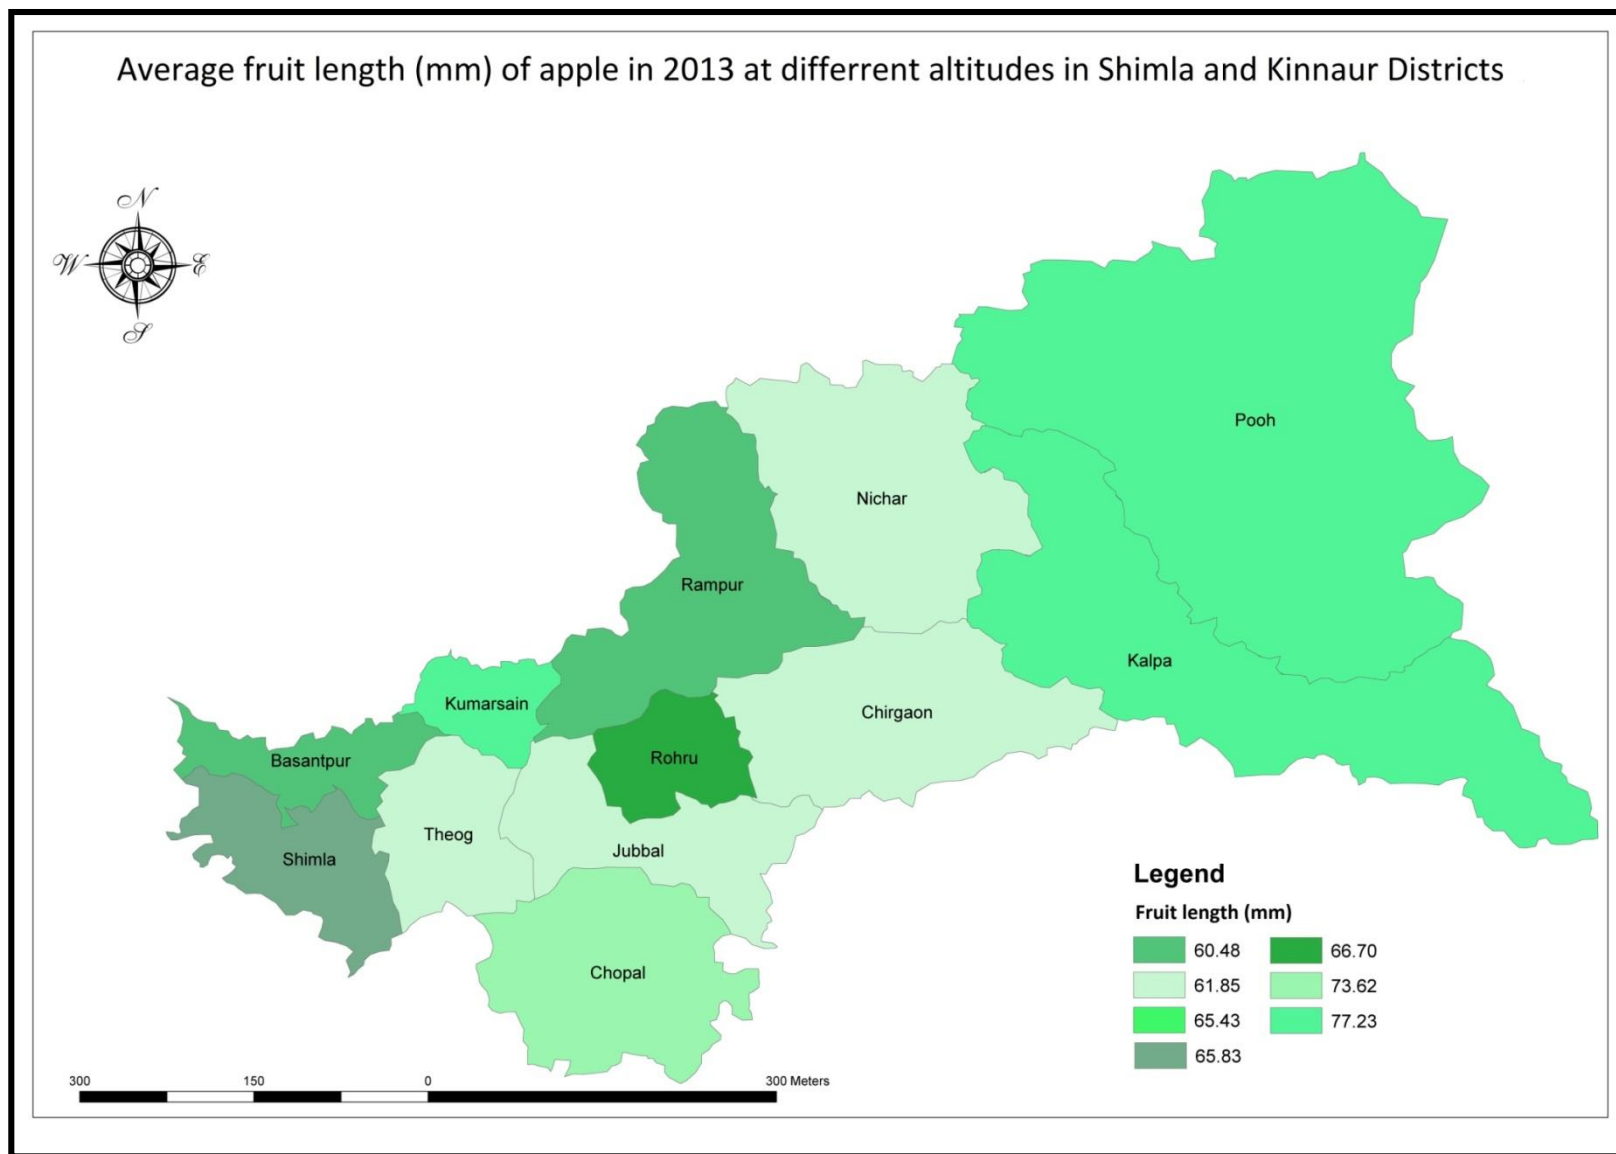 Average fruit length (mm) of apple in 2013 at differrent altitudes in Shimla and Kinnaur Districts
N
W E
S
Pooh
Nichar
Rampur
Kalpa
Kumarsain
Chirgaon
Basantpur
Rohru
Theog
Jubbal
Shimla
Chopal
Legend
Fruit length (mm)
60.48 66.70
61.85 73.62
65.43 77.23
65.83
300 150 0 300 Meters